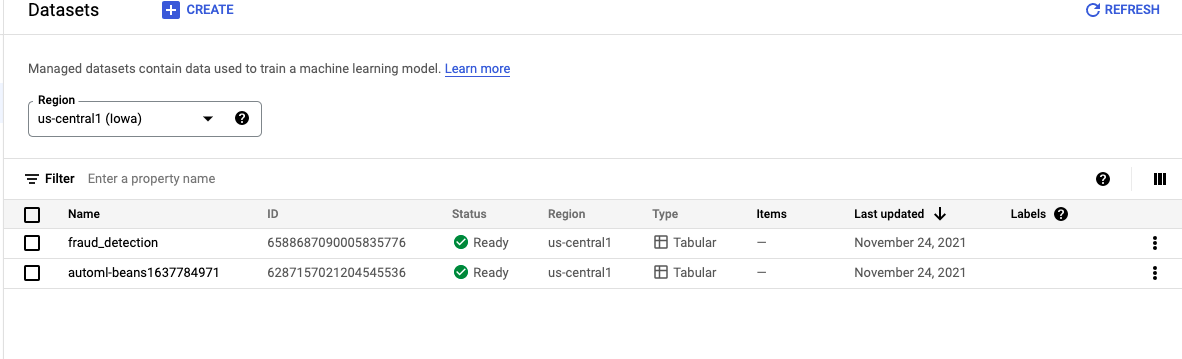 Datasets CREATE REFRESH
Managed datasets contain data used to train a machine learning model. Learn more
Region
us-central1 (Iowa)
Filter Enter a property name
Name ID Status Region Type Items Last updated Labels
fraud_detection 6588687090005835776 Ready us-central1 Tabular — November 24, 2021
automl-beans1637784971 6287157021204545536 Ready us-central1 Tabular — November 24, 2021